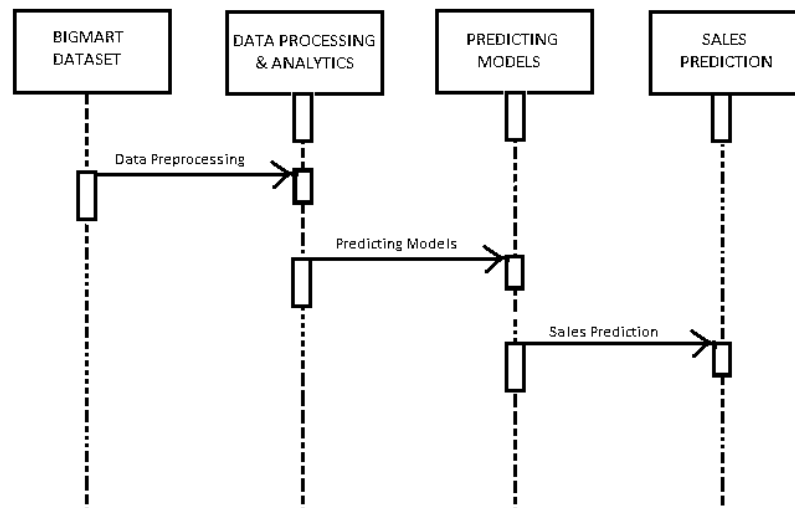 BIGMART
DATASET
DATA PROCESSING
& ANALYTICS
PREDICTING
MODELS
SALES
PREDICTION
Data Preprocessing
Predicting Models
Sales Prediction